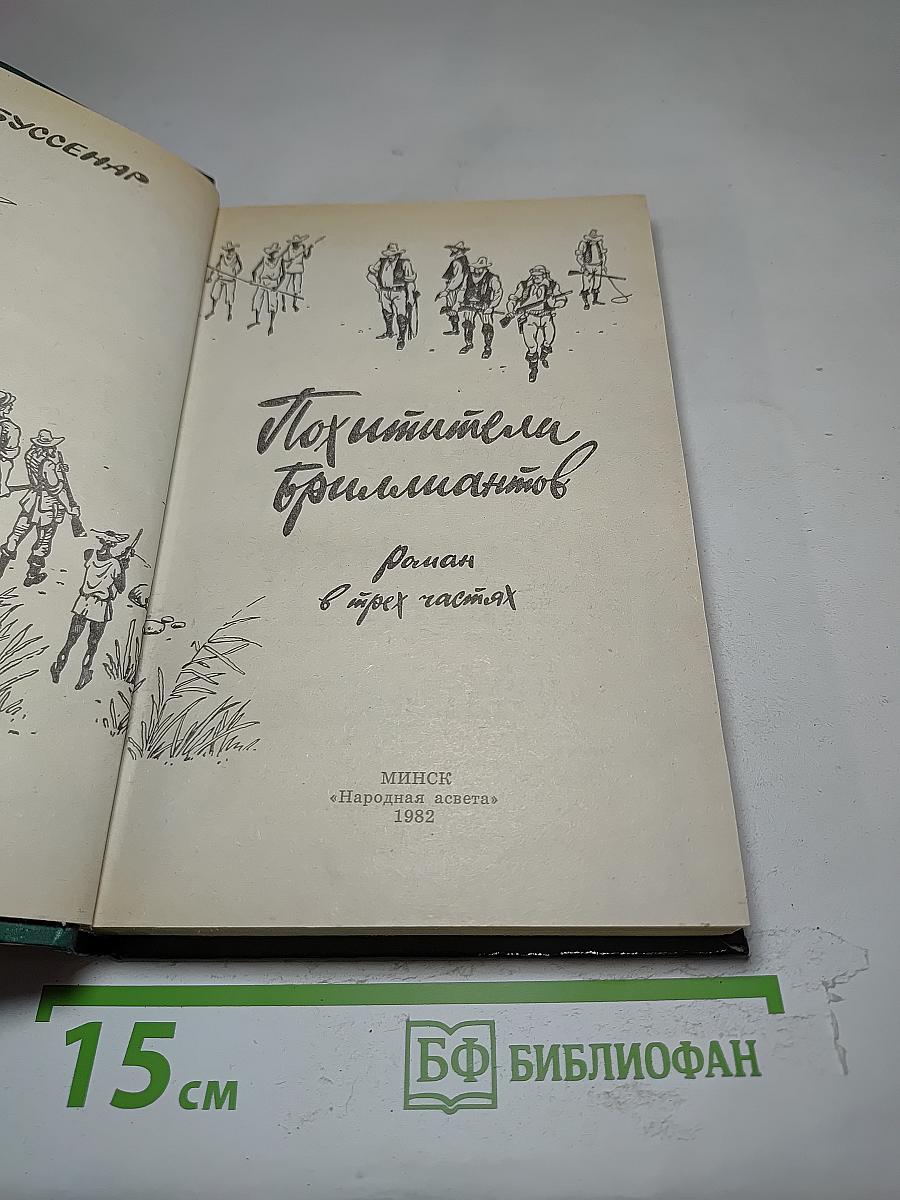 БУССЕНАР
Похитители
бриллиантов
роман
в трех частях
МИНСК
«Народная асвета»
1982
15 см
БФ БИБЛИОФАН